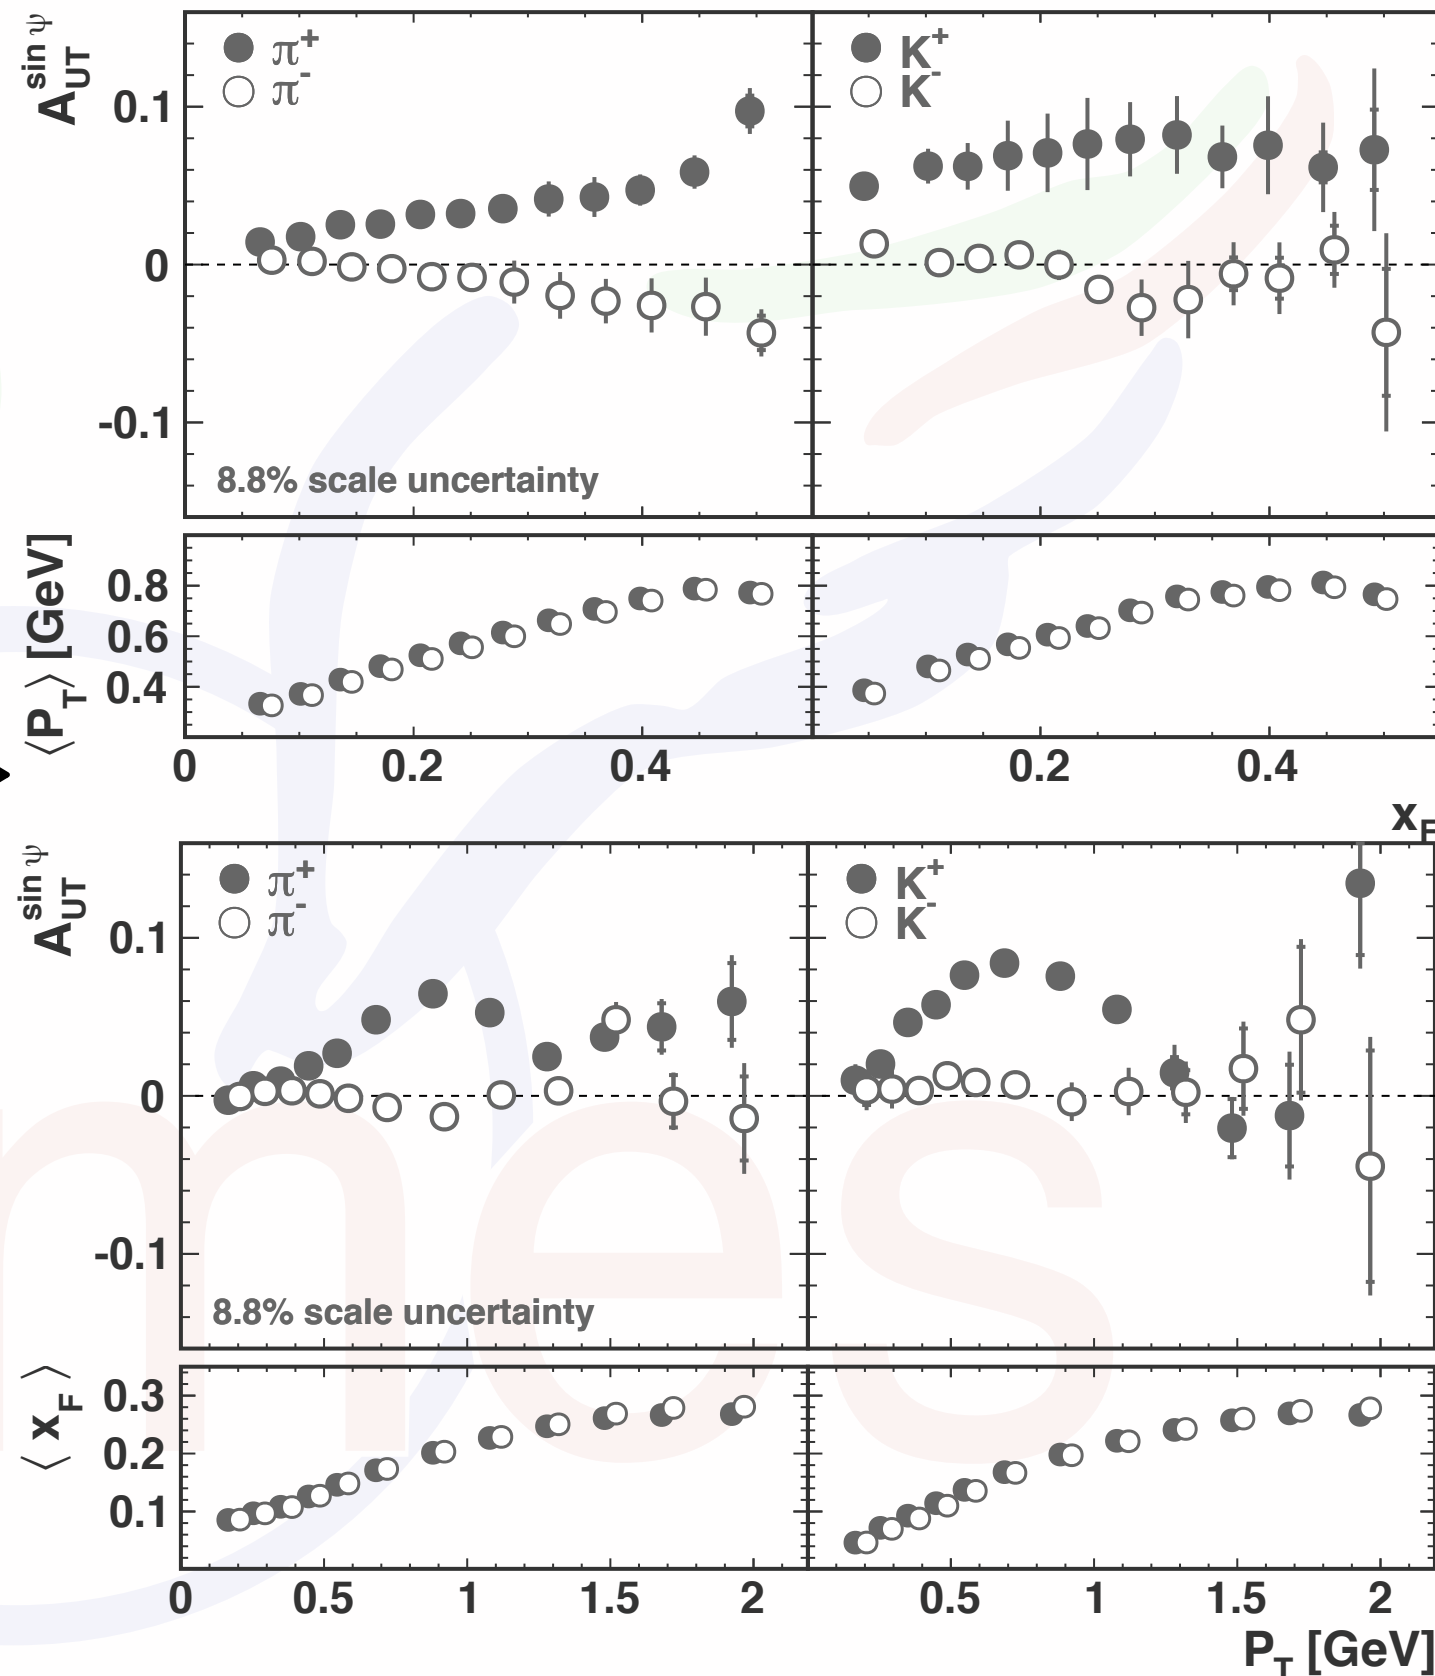 A_UT^sin ψ
π+
π-
K+
K-
0.1
0
-0.1
8.8% scale uncertainty
⟨P_T⟩ [GeV]
0.8
0.6
0.4
0 0.2 0.4 0.2 0.4
x_F
A_UT^sin ψ
π+
π-
K+
K-
0.1
0
-0.1
8.8% scale uncertainty
⟨x_F⟩
0.3
0.2
0.1
0 0.5 1 1.5 2 0.5 1 1.5 2
P_T [GeV]
mes